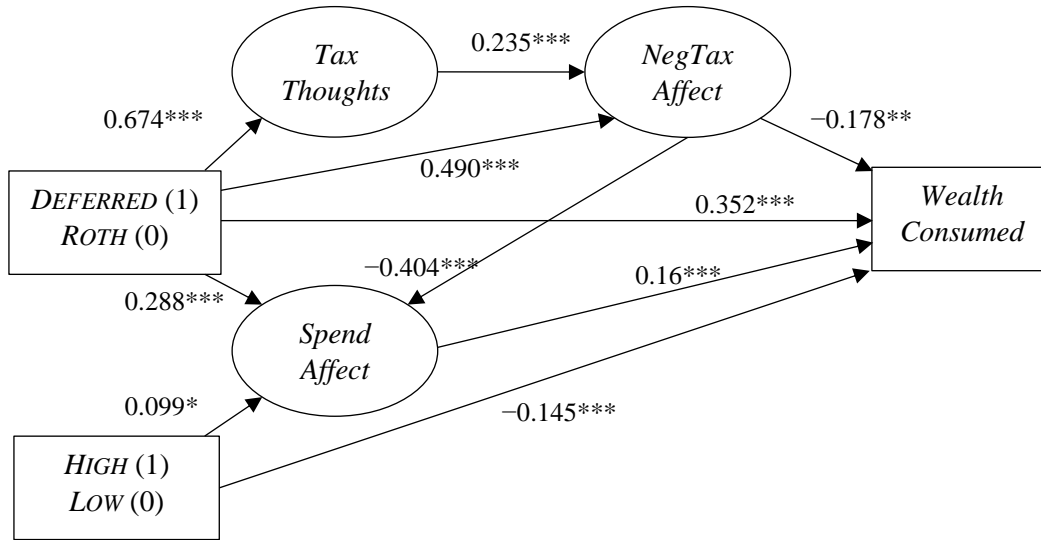 Tax
Thoughts
0.235***
NegTax
Affect
0.674***
−0.178**
0.490***
DEFERRED (1)
ROTH (0)
0.352***
Wealth
Consumed
−0.404***
0.16***
0.288***
Spend
Affect
0.099*
−0.145***
HIGH (1)
LOW (0)